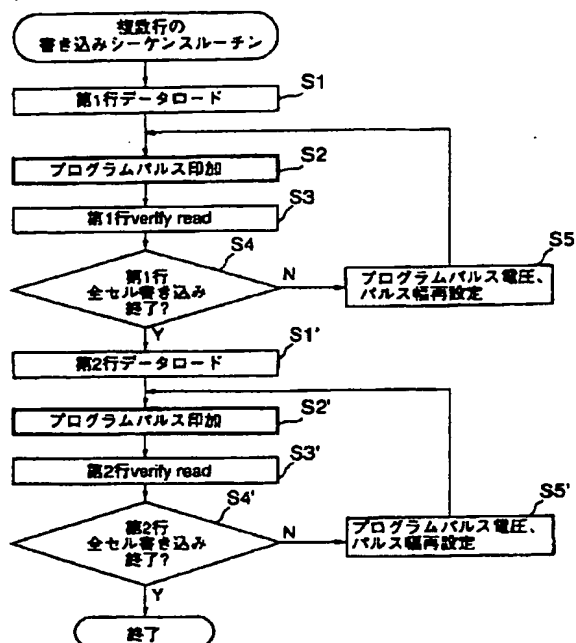 複数行の
書き込みシーケンスルーチン
S1
第1行データロード
S2
プログラムパルス印加
S3
第1行verify read
S4
第1行
全セル書き込み
終了?
N
S5
プログラムパルス電圧、
パルス幅再設定
Y
S1'
第2行データロード
S2'
プログラムパルス印加
S3'
第2行verify read
S4'
第2行
全セル書き込み
終了?
N
S5'
プログラムパルス電圧、
パルス幅再設定
Y
終了